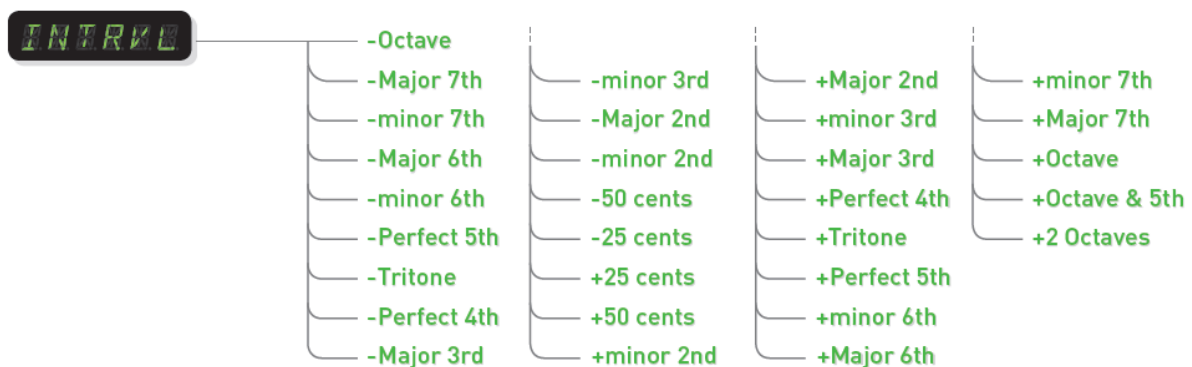 INTRVL
-Octave
-Major 7th
-minor 7th
-Major 6th
-minor 6th
-Perfect 5th
-Tritone
-Perfect 4th
-Major 3rd
-minor 3rd
-Major 2nd
-minor 2nd
-50 cents
-25 cents
+25 cents
+50 cents
+minor 2nd
+Major 2nd
+minor 3rd
+Major 3rd
+Perfect 4th
+Tritone
+Perfect 5th
+minor 6th
+Major 6th
+minor 7th
+Major 7th
+Octave
+Octave & 5th
+2 Octaves